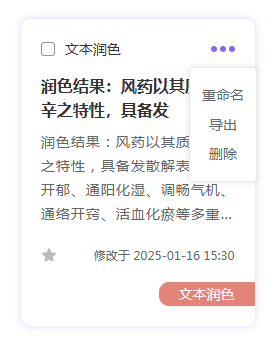 文本润色
润色结果：风药以其质
辛之特性，具备发
重命名
导出
删除
润色结果：风药以其质
之特性，具备发散解表
开郁、通阳化湿、调畅气机、
通络开窍、活血化瘀等多重...
修改于 2025-01-16 15:30
文本润色